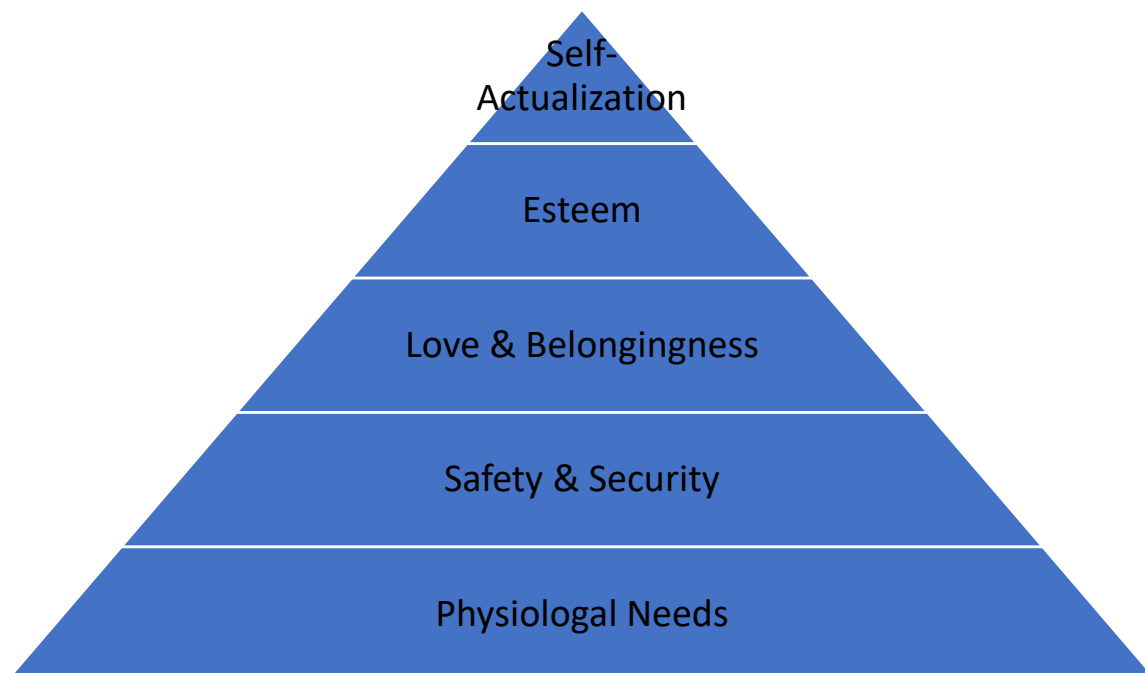 Self-
Actualization
Esteem
Love & Belongingness
Safety & Security
Physiologal Needs